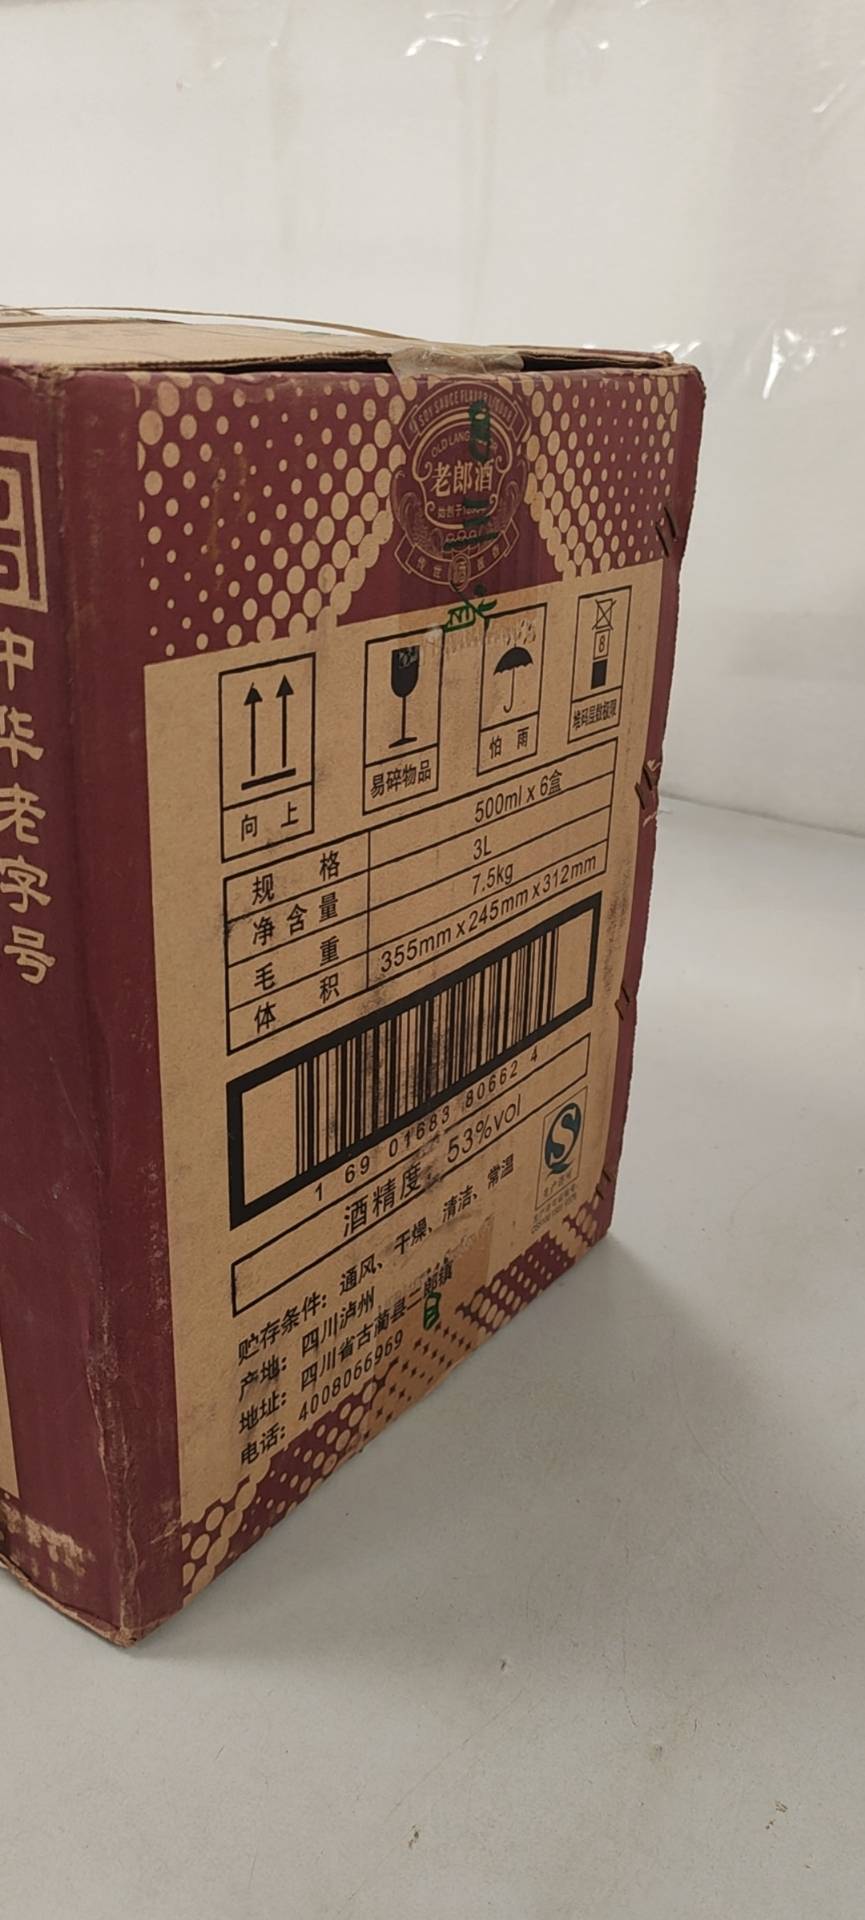 中华老字号
SOY SAUCE FLAVOR LIQUOR
老郎酒
向上
易碎物品
怕雨
8
堆码层数极限
规格 500ml x 6盒
净含量 3L
毛重 7.5kg
体积 355mm x 245mm x 312mm
1 69 01683 80662 4
酒精度: 53%vol
贮存条件: 通风、干燥、清洁、常温
产地: 四川泸州
地址: 四川省古蔺县二郎镇
电话: 4008066969